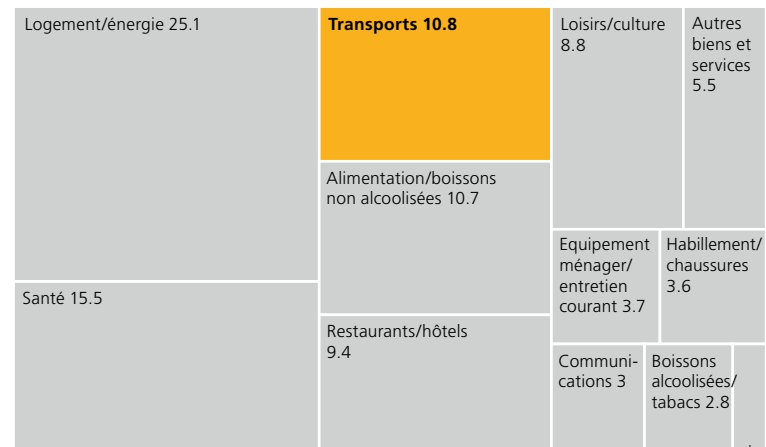 Logement/énergie 25.1
Transports 10.8
Loisirs/culture
8.8
Autres
biens et
services
5.5
Alimentation/boissons
non alcoolisées 10.7
Equipement
ménager/
entretien
courant 3.7
Habillement/
chaussures
3.6
Santé 15.5
Restaurants/hôtels
9.4
Communi-
cations 3
Boissons
alcoolisées/
tabacs 2.8